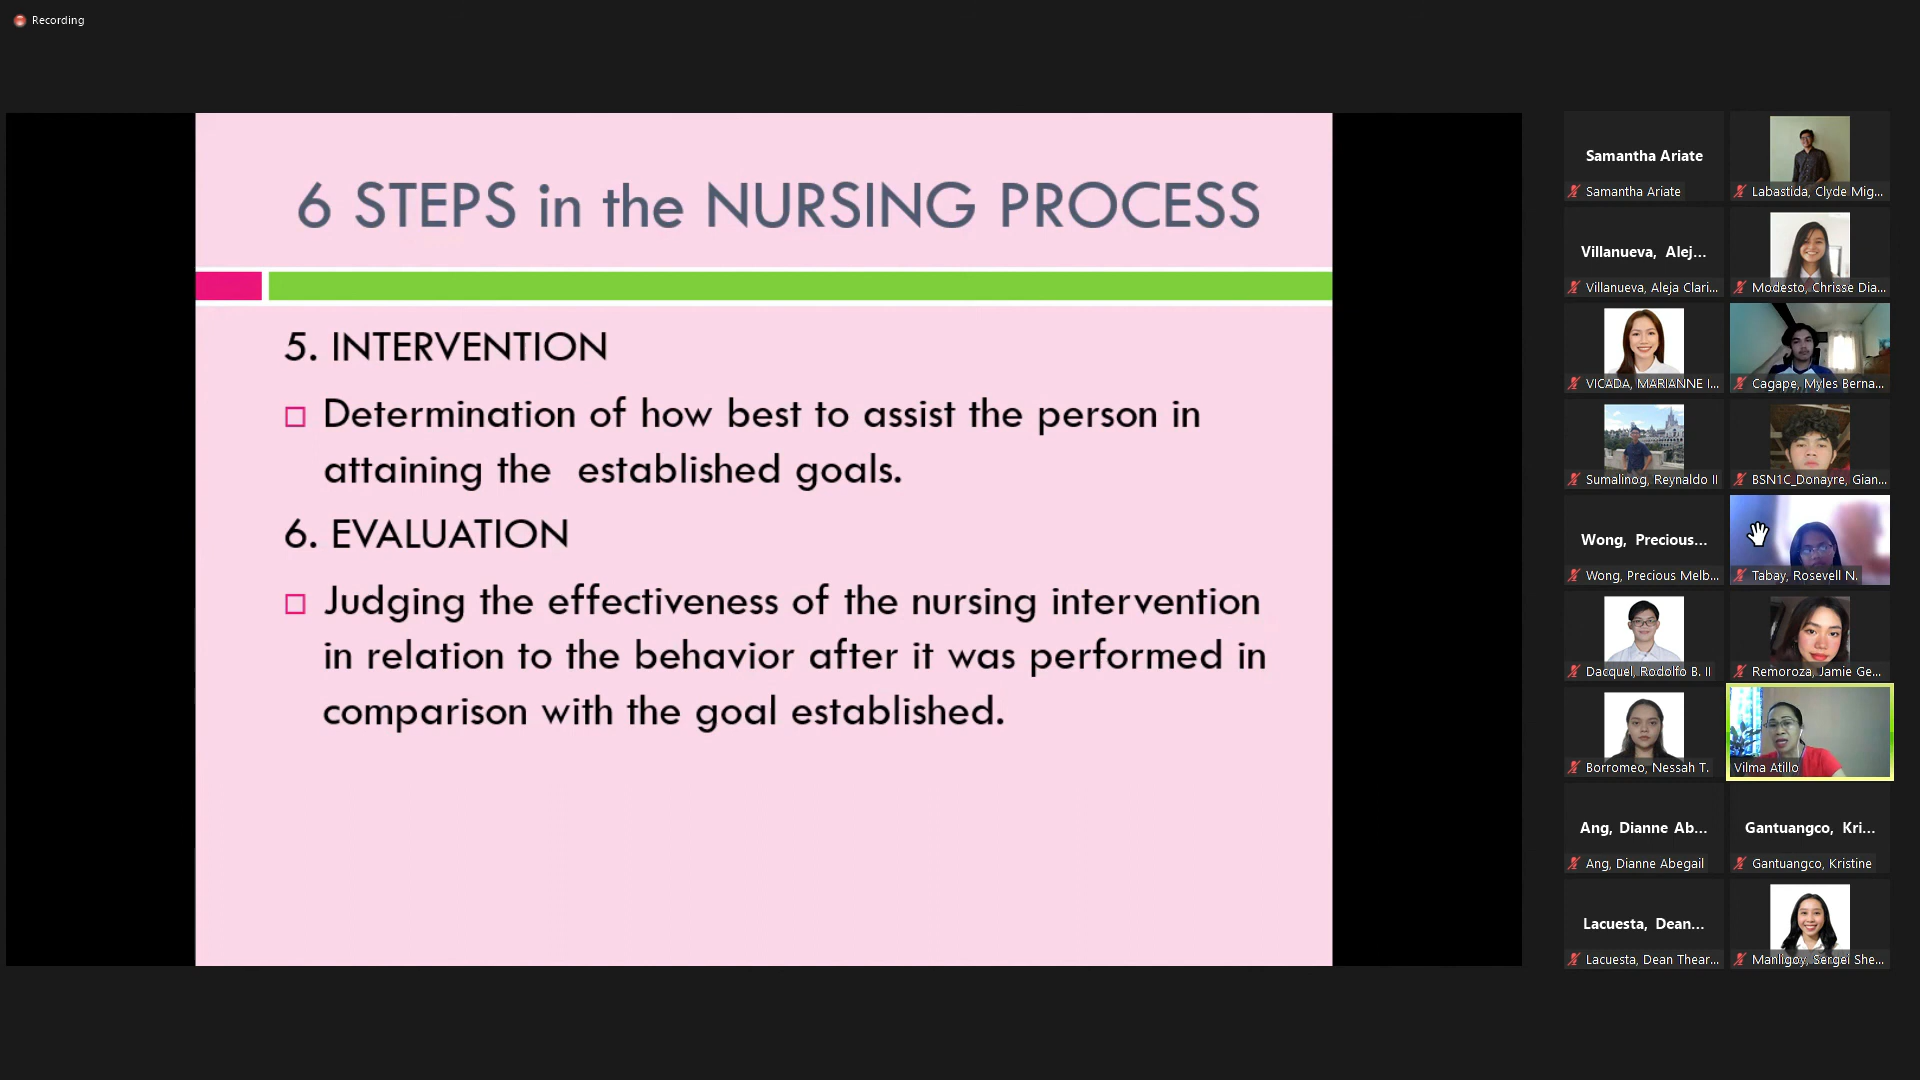 Recording
6 STEPS in the NURSING PROCESS
5. INTERVENTION
Determination of how best to assist the person in
attaining the established goals.
6. EVALUATION
Judging the effectiveness of the nursing intervention
in relation to the behavior after it was performed in
comparison with the goal established.
Samantha Ariate
Samantha Ariate
Labastida, Clyde Mig...
Villanueva, Alej...
Villanueva, Aleja Clari...
Modesto, Chrisse Dia...
VICADA, MARIANNE I...
Cagape, Myles Berna...
Sumalinog, Reynaldo II
BSN1C_Donayre, Gian...
Wong, Precious...
Wong, Precious Melb...
Tabay, Rosevell N.
Dacquel, Rodolfo B. II
Remoroza, Jamie Ge...
Borromeo, Nessah T.
Vilma Atillo
Ang, Dianne Ab...
Ang, Dianne Abegail
Gantuangco, Kri...
Gantuangco, Kristine
Lacuesta, Dean...
Lacuesta, Dean Thear...
Manligoy, Sergei She...